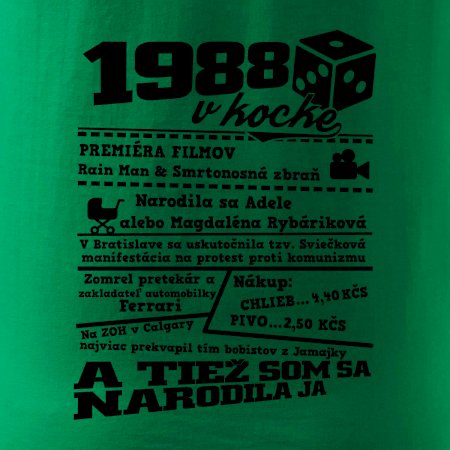 1988
v kocke
PREMIÉRA FILMOV
Rain Man & Smrtonosná zbraň
Narodila sa Adele
alebo Magdaléna Rybáriková
V Bratislave sa uskutočnila tzv. Sviečková
manifestácia na protest proti komunizmu
Zomrel pretekár a
zakladateľ automobilky
Ferrari
Nákup:
CHLIEB...4,40 KČS
PIVO...2,50 KČS
Na ZOH v Calgary
najviac prekvapil tím bobistov z Jamajky
A TIEŽ SOM SA
NARODILA JA